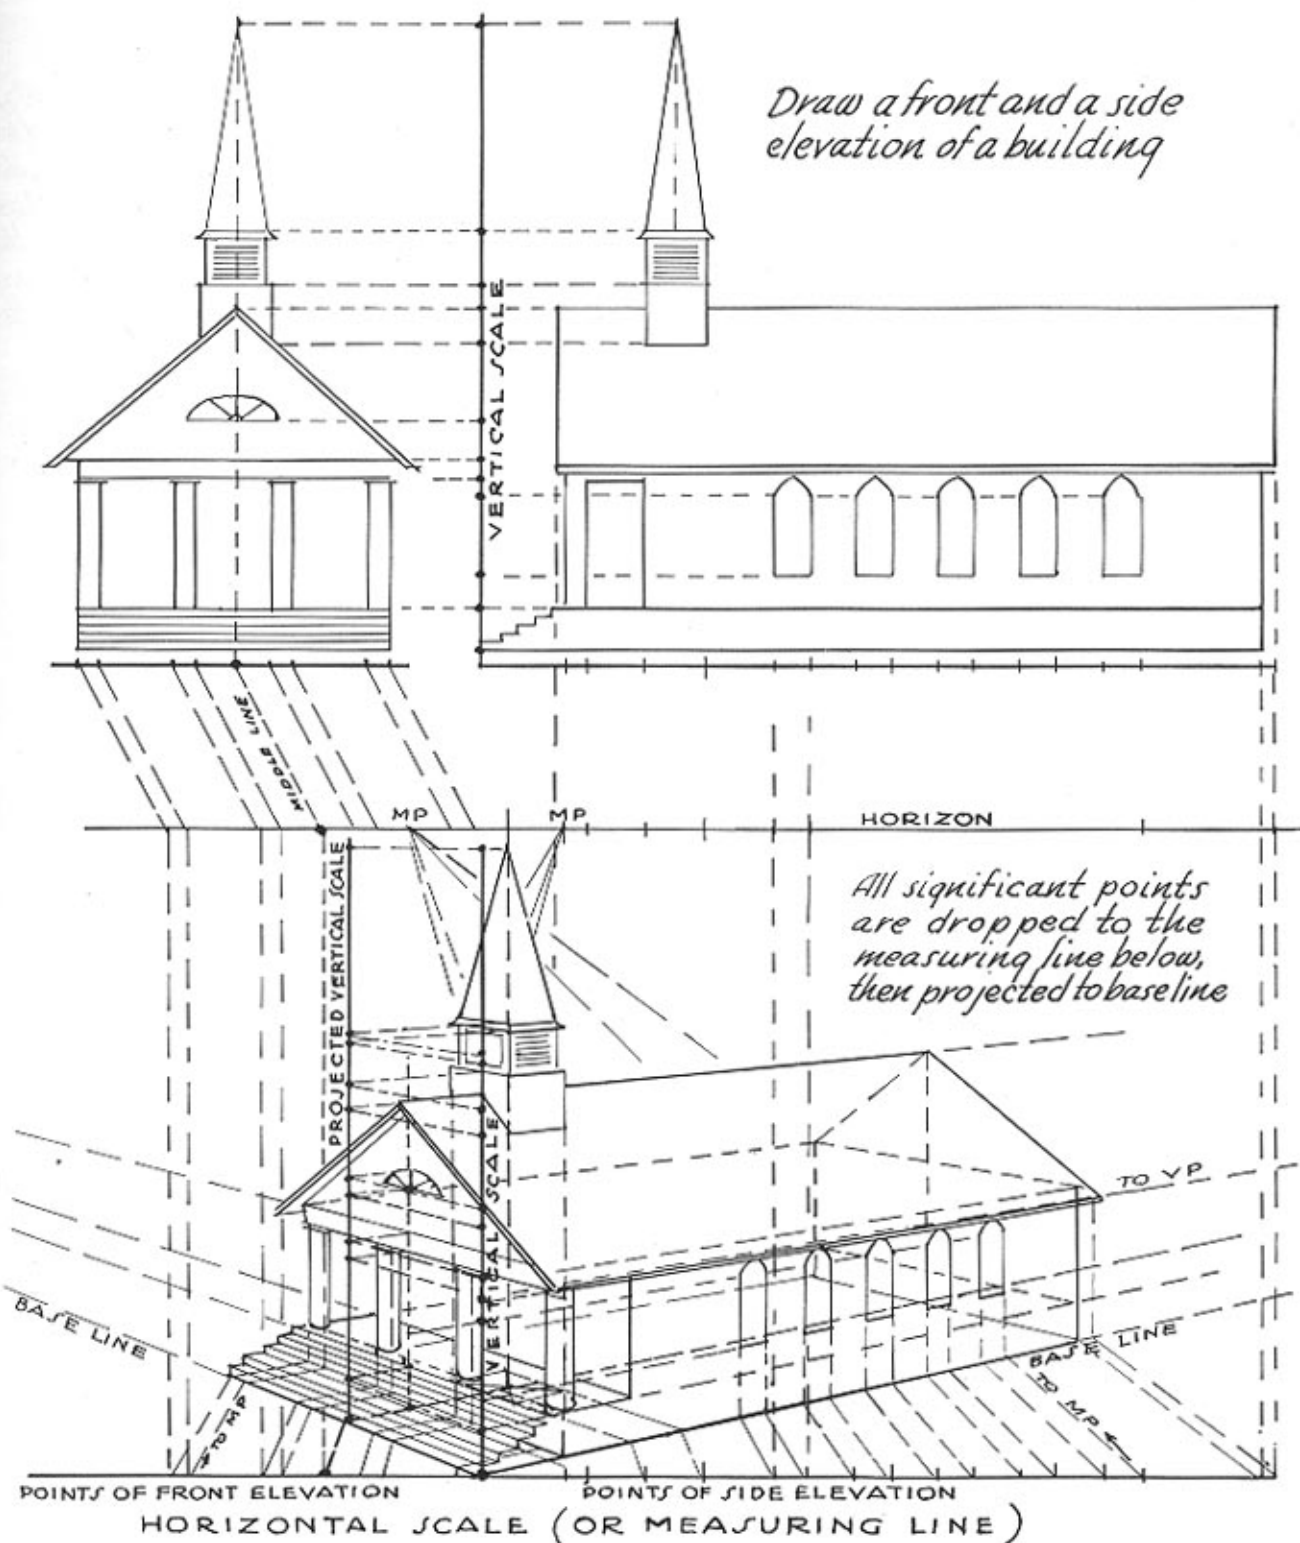 Draw a front and a side
elevation of a building
VERTICAL SCALE
MIDDLE LINE
MP
MP
HORIZON
PROJECTED VERTICAL SCALE
All significant points
are dropped to the
measuring line below,
then projected to baseline
VERTICAL SCALE
TO VP
BASE LINE
BASE LINE
TO MP
TO MP
POINTS OF FRONT ELEVATION
POINTS OF SIDE ELEVATION
HORIZONTAL SCALE (OR MEASURING LINE)